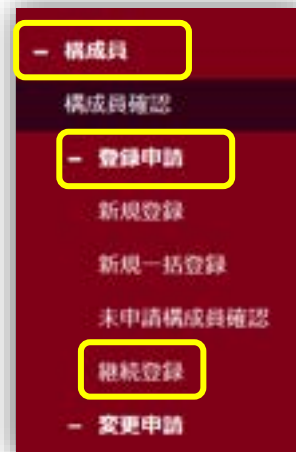 − 構成員
構成員確認
− 登録申請
新規登録
新規一括登録
未申請構成員確認
継続登録
− 変更申請